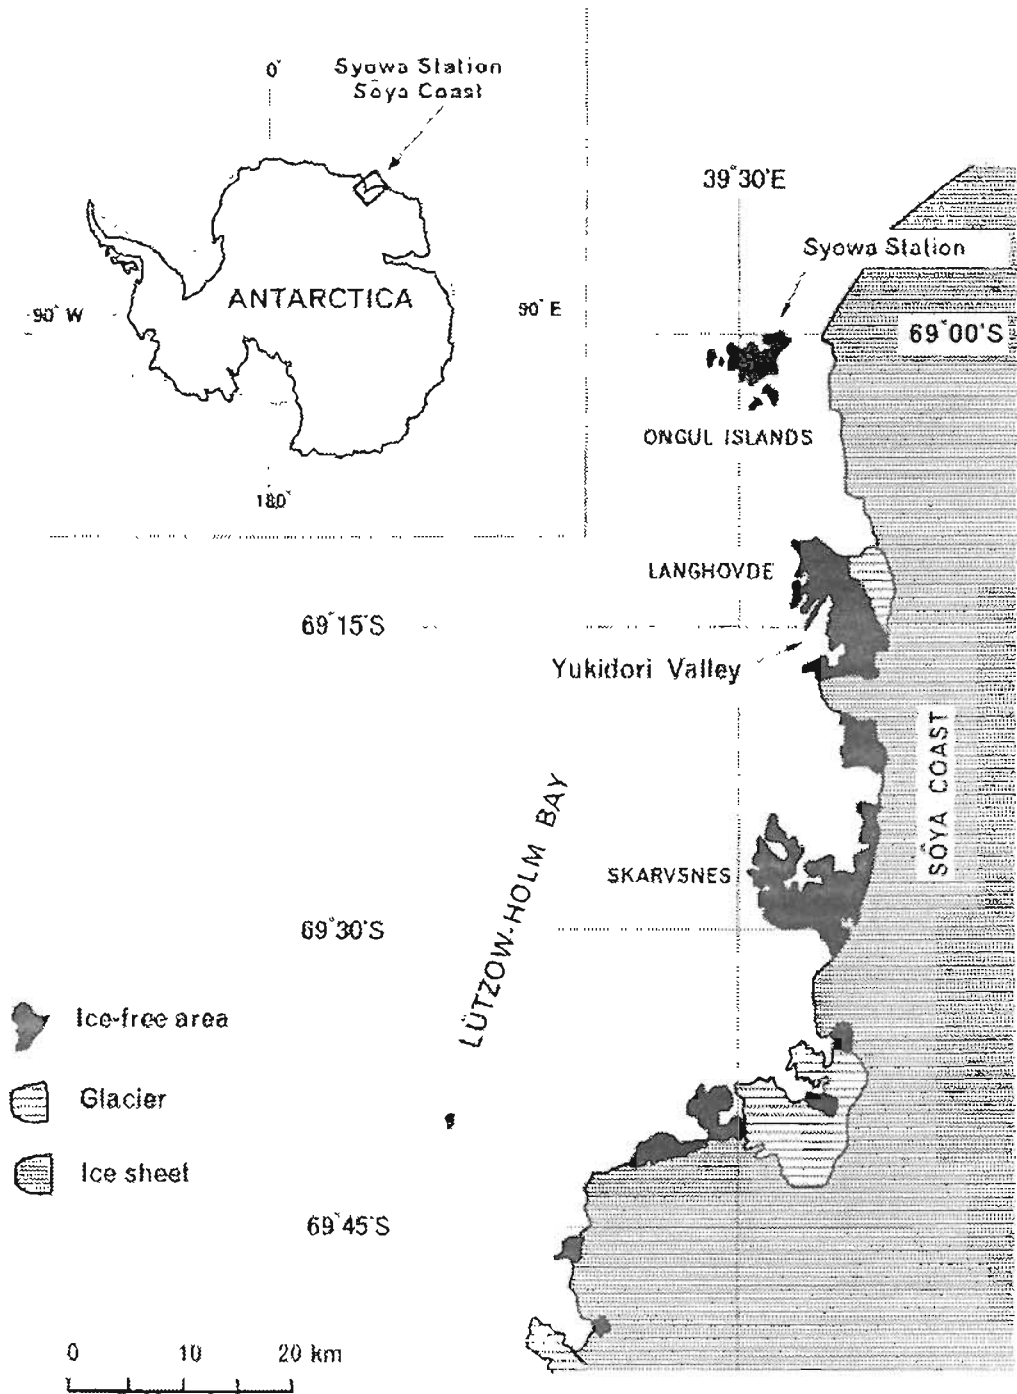 0°
Syowa Station
Sôya Coast
90° W
ANTARCTICA
90° E
180°
39°30'E
Syowa Station
69°00'S
ONGUL ISLANDS
LANGHOVDE
69°15'S
Yukidori Valley
SÔYA COAST
LÜTZOW-HOLM BAY
SKARVSNES
69°30'S
Ice-free area
Glacier
Ice sheet
69°45'S
0 10 20 km